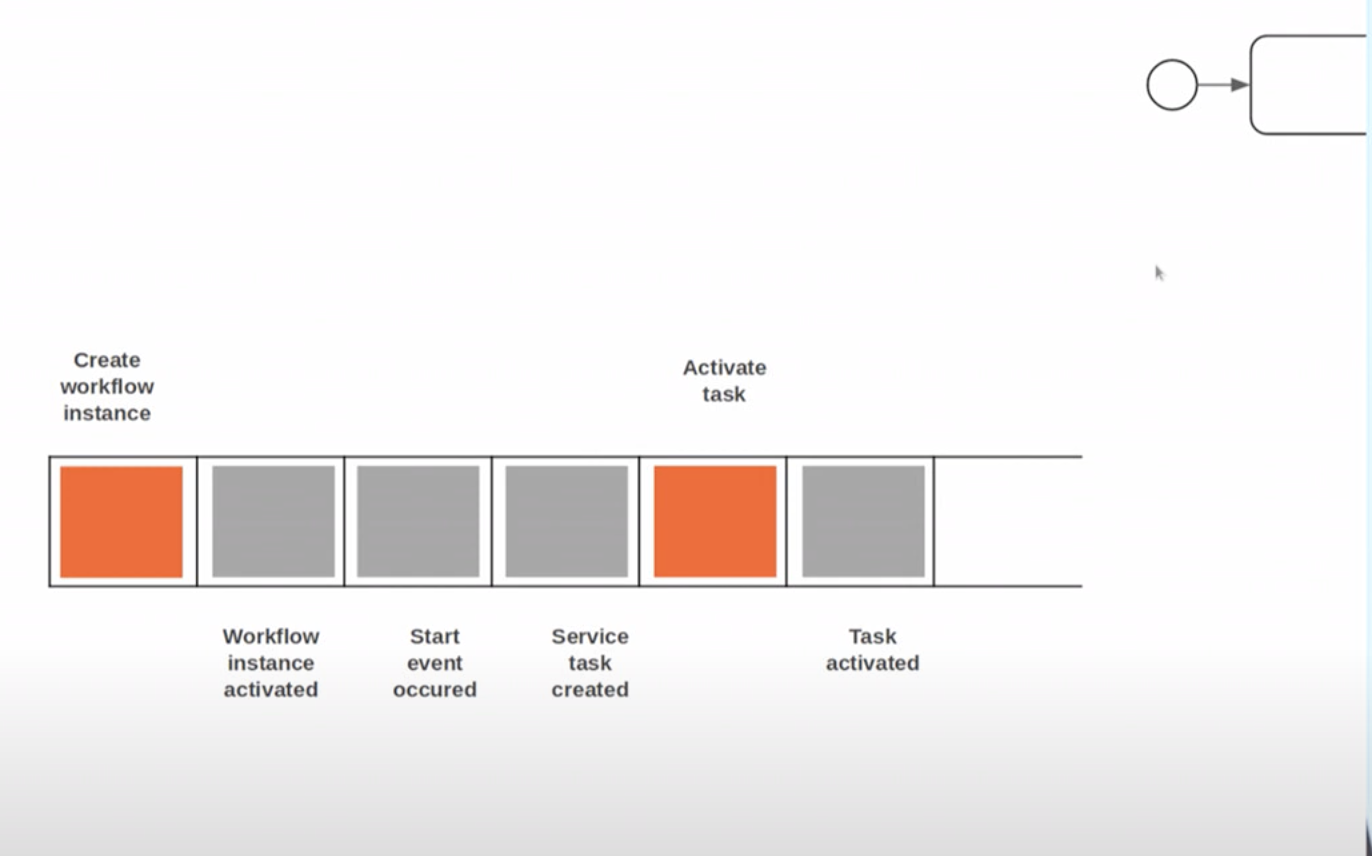 Create
workflow
instance
Activate
task
Workflow
instance
activated
Start
event
occured
Service
task
created
Task
activated